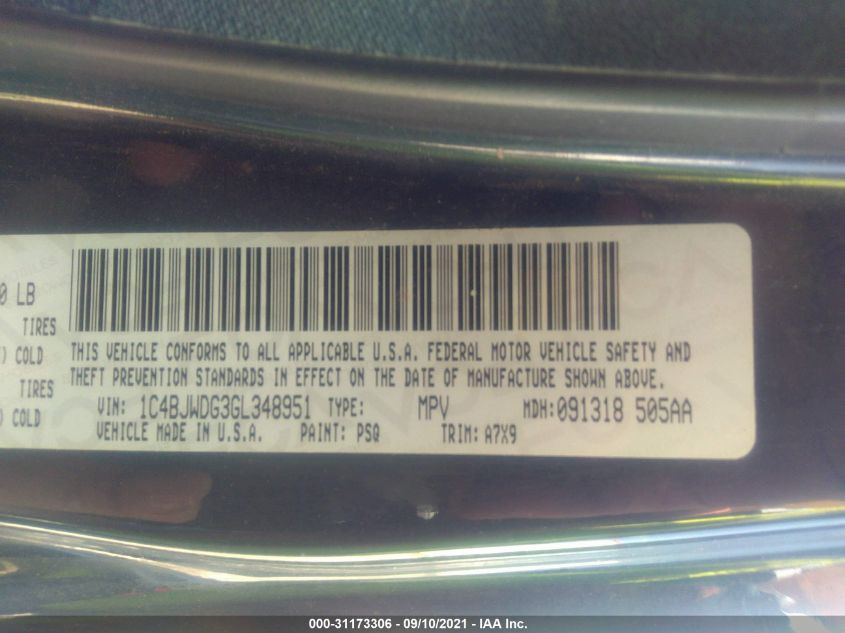 0 LB
TIRES
) COLD
TIRES
) COLD
THIS VEHICLE CONFORMS TO ALL APPLICABLE U.S.A. FEDERAL MOTOR VEHICLE SAFETY AND
THEFT PREVENTION STANDARDS IN EFFECT ON THE DATE OF MANUFACTURE SHOWN ABOVE.
VIN: 1C4BJWDG3GL348951 TYPE: MPV MDH:091318 505AA
VEHICLE MADE IN U.S.A. PAINT: PSQ TRIM: A7X9
000-31173306 - 09/10/2021 - IAA Inc.